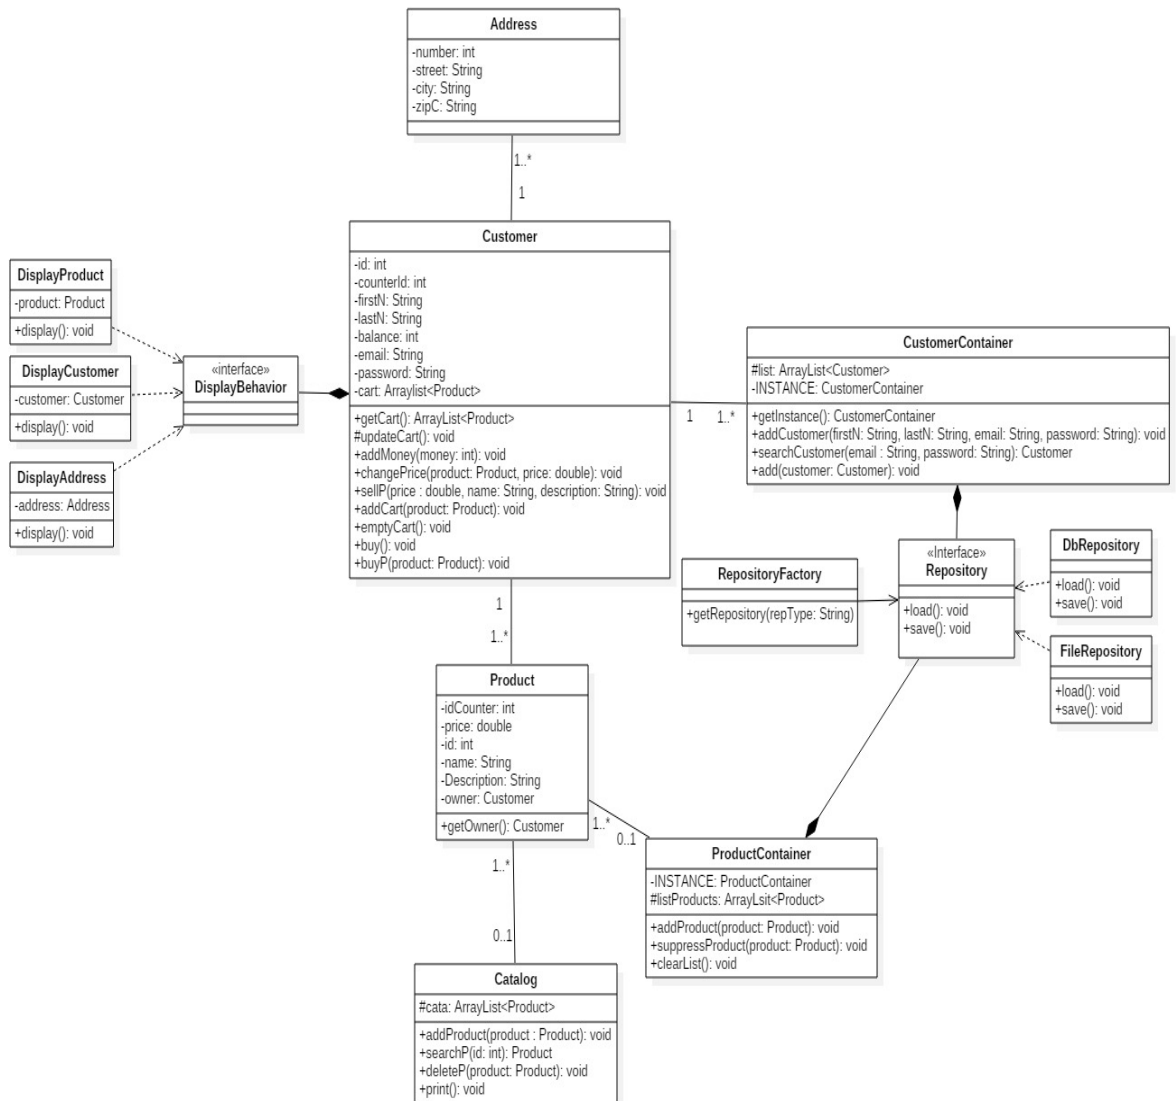 Address
-number: int
-street: String
-city: String
-zipC: String
1..*
1
Customer
-id: int
-counterId: int
-firstN: String
-lastN: String
-balance: int
-email: String
-password: String
-cart: Arraylist<Product>
+getCart(): ArrayList<Product>
#updateCart(): void
+addMoney(money: int): void
+changePrice(product: Product, price: double): void
+sellP(price : double, name: String, description: String): void
+addCart(product: Product): void
+emptyCart(): void
+buy(): void
+buyP(product: Product): void
DisplayProduct
-product: Product
+display(): void
DisplayCustomer
-customer: Customer
+display(): void
DisplayAddress
-address: Address
+display(): void
«interface»
DisplayBehavior
1
1..*
CustomerContainer
#list: ArrayList<Customer>
-INSTANCE: CustomerContainer
+getInstance(): CustomerContainer
+addCustomer(firstN: String, lastN: String, email: String, password: String): void
+searchCustomer(email : String, password: String): Customer
+add(customer: Customer): void
RepositoryFactory
+getRepository(repType: String)
«Interface»
Repository
+load(): void
+save(): void
DbRepository
+load(): void
+save(): void
FileRepository
+load(): void
+save(): void
1
1..*
Product
-idCounter: int
-price: double
-id: int
-name: String
-Description: String
-owner: Customer
+getOwner(): Customer
1..*
0..1
ProductContainer
-INSTANCE: ProductContainer
#listProducts: ArrayLsit<Product>
+addProduct(product: Product): void
+suppressProduct(product: Product): void
+clearList(): void
1..*
0..1
Catalog
#cata: ArrayList<Product>
+addProduct(product : Product): void
+searchP(id: int): Product
+deleteP(product: Product): void
+print(): void